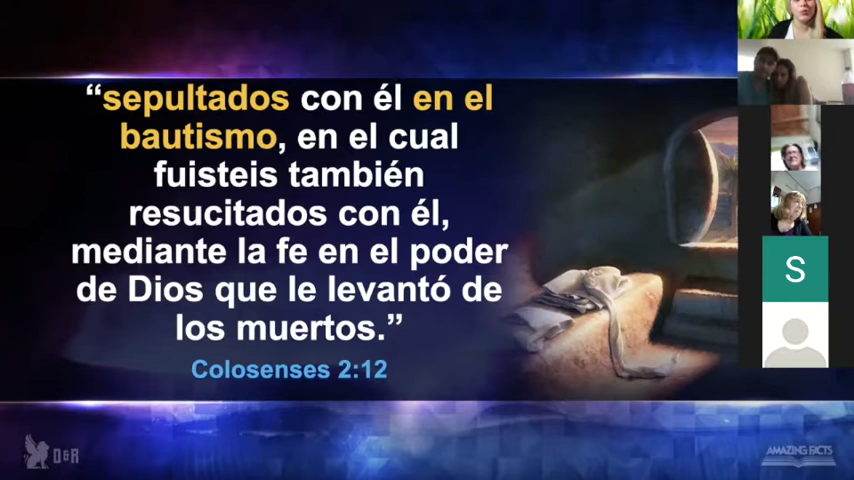 “sepultados con él en el
bautismo, en el cual
fuisteis también
resucitados con él,
mediante la fe en el poder
de Dios que le levantó de
los muertos.”
Colosenses 2:12
S
D&R
AMAZING FACTS